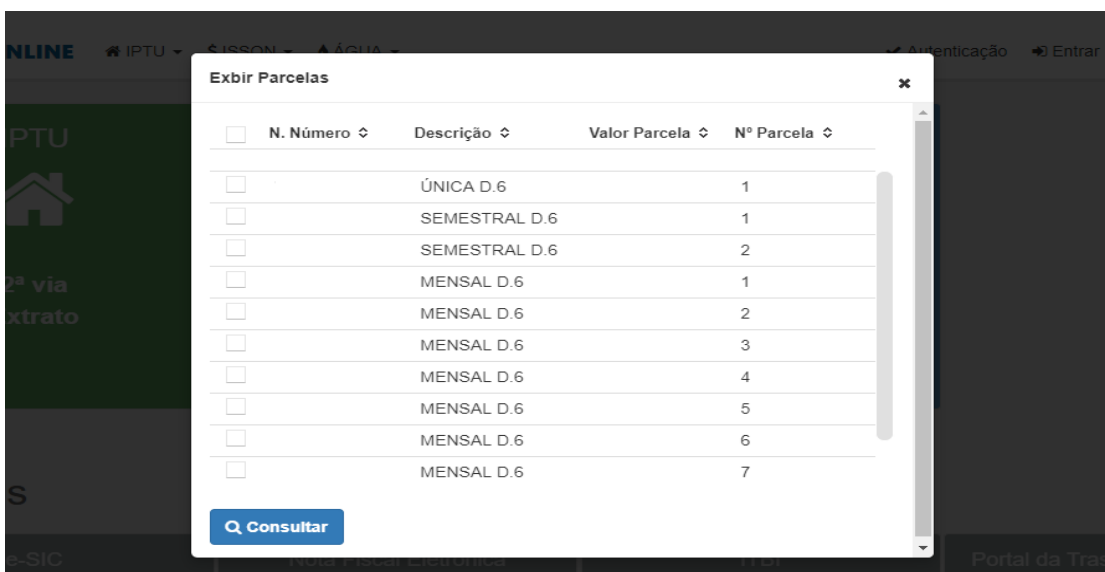 NLINE IPTU $ ISSON ÁGUA Autenticação Entrar
Exbir Parcelas
N. Número Descrição Valor Parcela Nº Parcela
PTU
ÚNICA D.6 1
SEMESTRAL D.6 1
SEMESTRAL D.6 2
MENSAL D.6 1
2ª via
MENSAL D.6 2
xtrato
MENSAL D.6 3
MENSAL D.6 4
MENSAL D.6 5
MENSAL D.6 6
MENSAL D.6 7
S
Consultar
e-SIC Nota Fiscal Eletrônica ITBI Portal da Tras